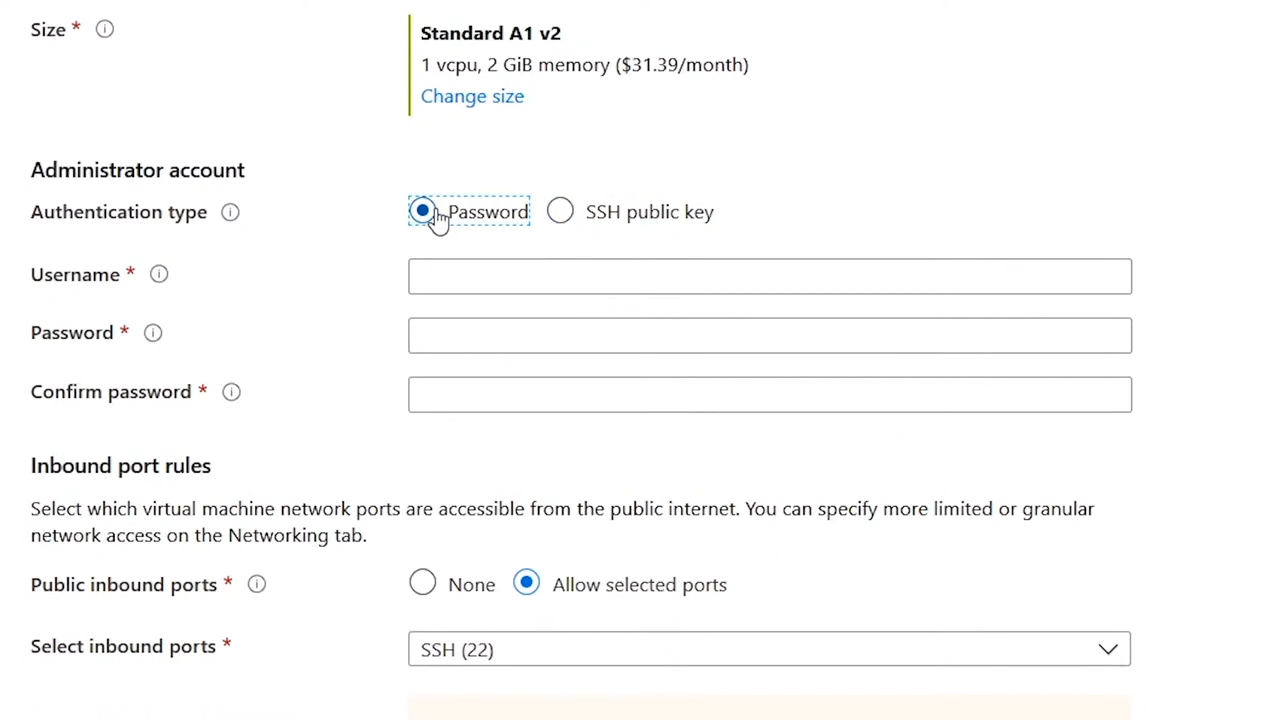 Size *
Standard A1 v2
1 vcpu, 2 GiB memory ($31.39/month)
Change size
Administrator account
Authentication type
Password
SSH public key
Username *
Password *
Confirm password *
Inbound port rules
Select which virtual machine network ports are accessible from the public internet. You can specify more limited or granular
network access on the Networking tab.
Public inbound ports *
None
Allow selected ports
Select inbound ports *
SSH (22)